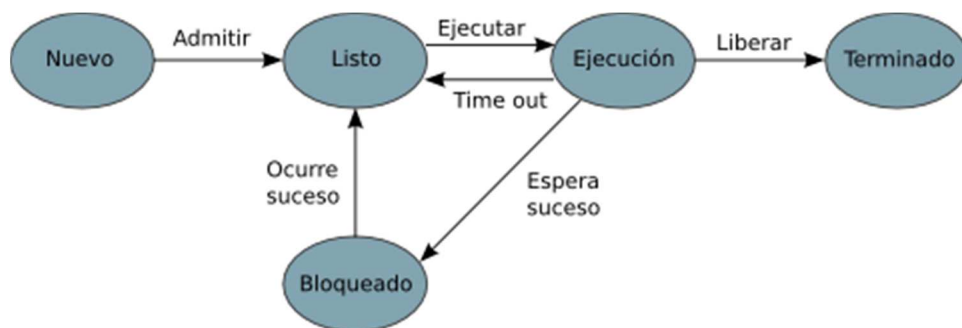 Nuevo
Admitir
Listo
Ejecutar
Time out
Ejecución
Liberar
Terminado
Ocurre
suceso
Espera
suceso
Bloqueado